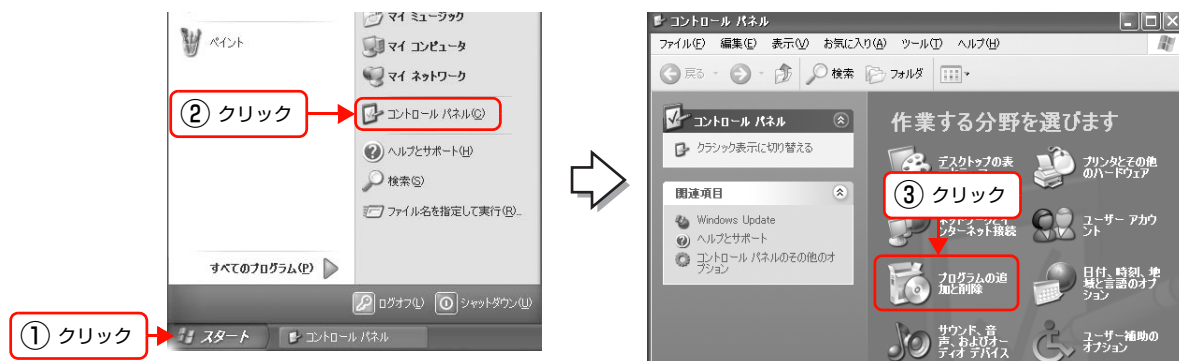 マイ ミュージック
ペイント
マイ コンピュータ
マイ ネットワーク
② クリック
コントロール パネル(C)
ヘルプとサポート(H)
検索(S)
ファイル名を指定して実行(R)...
すべてのプログラム(P)
ログオフ(L)
シャットダウン(U)
① クリック
スタート
コントロール パネル
コントロール パネル
ファイル(F) 編集(E) 表示(V) お気に入り(A) ツール(T) ヘルプ(H)
戻る
検索
フォルダ
コントロール パネル
クラシック表示に切り替える
関連項目
Windows Update
ヘルプとサポート
コントロール パネルのその他のオ
プション
作業する分野を選びます
デスクトップの表
プリンタとその他
のハードウェア
③ クリック
ンターネット接続
ユーザー アカウ
ント
プログラムの追
加と削除
日付、時刻、地
域と言語のオプ
ション
サウンド、音
声、およびオー
ディオ デバイス
ユーザー補助の
オプション